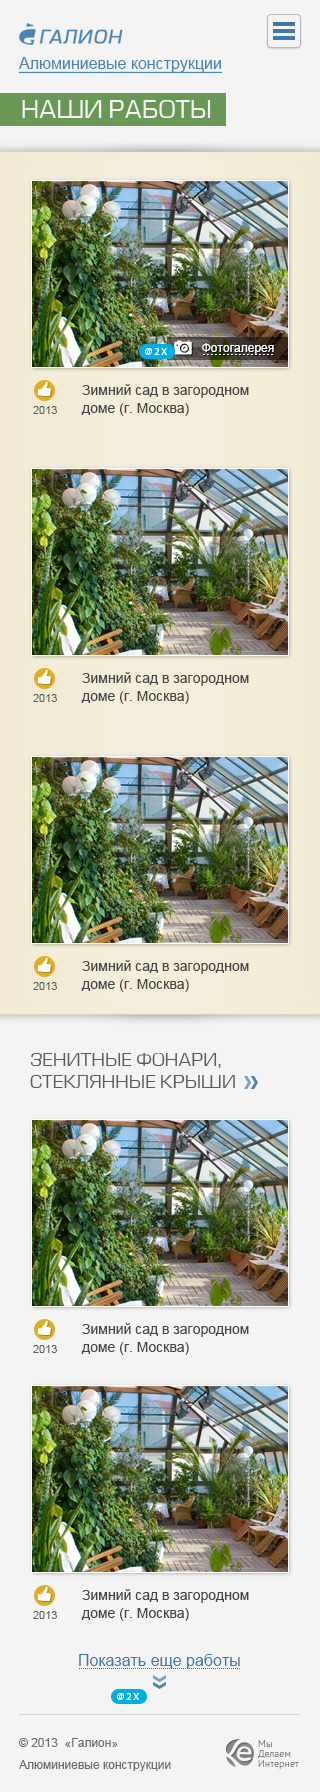 ГАЛИОН
Алюминиевые конструкции
НАШИ РАБОТЫ
@2X
Фотогалерея
Зимний сад в загородном
2013
доме (г. Москва)
Зимний сад в загородном
2013
доме (г. Москва)
Зимний сад в загородном
2013
доме (г. Москва)
ЗЕНИТНЫЕ ФОНАРИ,
СТЕКЛЯННЫЕ КРЫШИ »
Зимний сад в загородном
2013
доме (г. Москва)
Зимний сад в загородном
2013
доме (г. Москва)
Показать еще работы
@2X
© 2013 «Галион»
Алюминиевые конструкции
Мы
Делаем
Интернет